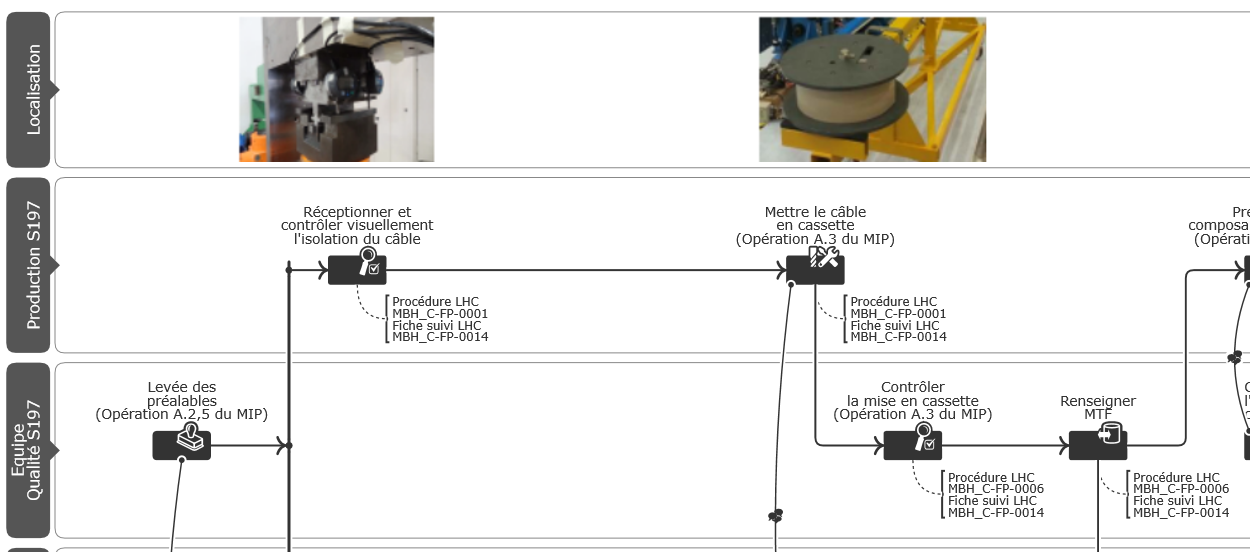 Localisation
Production S197
Réceptionner et
contrôler visuellement
l'isolation du câble
Procédure LHC
MBH_C-FP-0001
Fiche suivi LHC
MBH_C-FP-0014
Mettre le câble
en cassette
(Opération A.3 du MIP)
Procédure LHC
MBH_C-FP-0001
Fiche suivi LHC
MBH_C-FP-0014
Pré
composa
(Opérati
Equipe
Qualité S197
Levée des
préalables
(Opération A.2,5 du MIP)
Contrôler
la mise en cassette
(Opération A.3 du MIP)
Procédure LHC
MBH_C-FP-0006
Fiche suivi LHC
MBH_C-FP-0014
Renseigner
MTF
Procédure LHC
MBH_C-FP-0006
Fiche suivi LHC
MBH_C-FP-0014